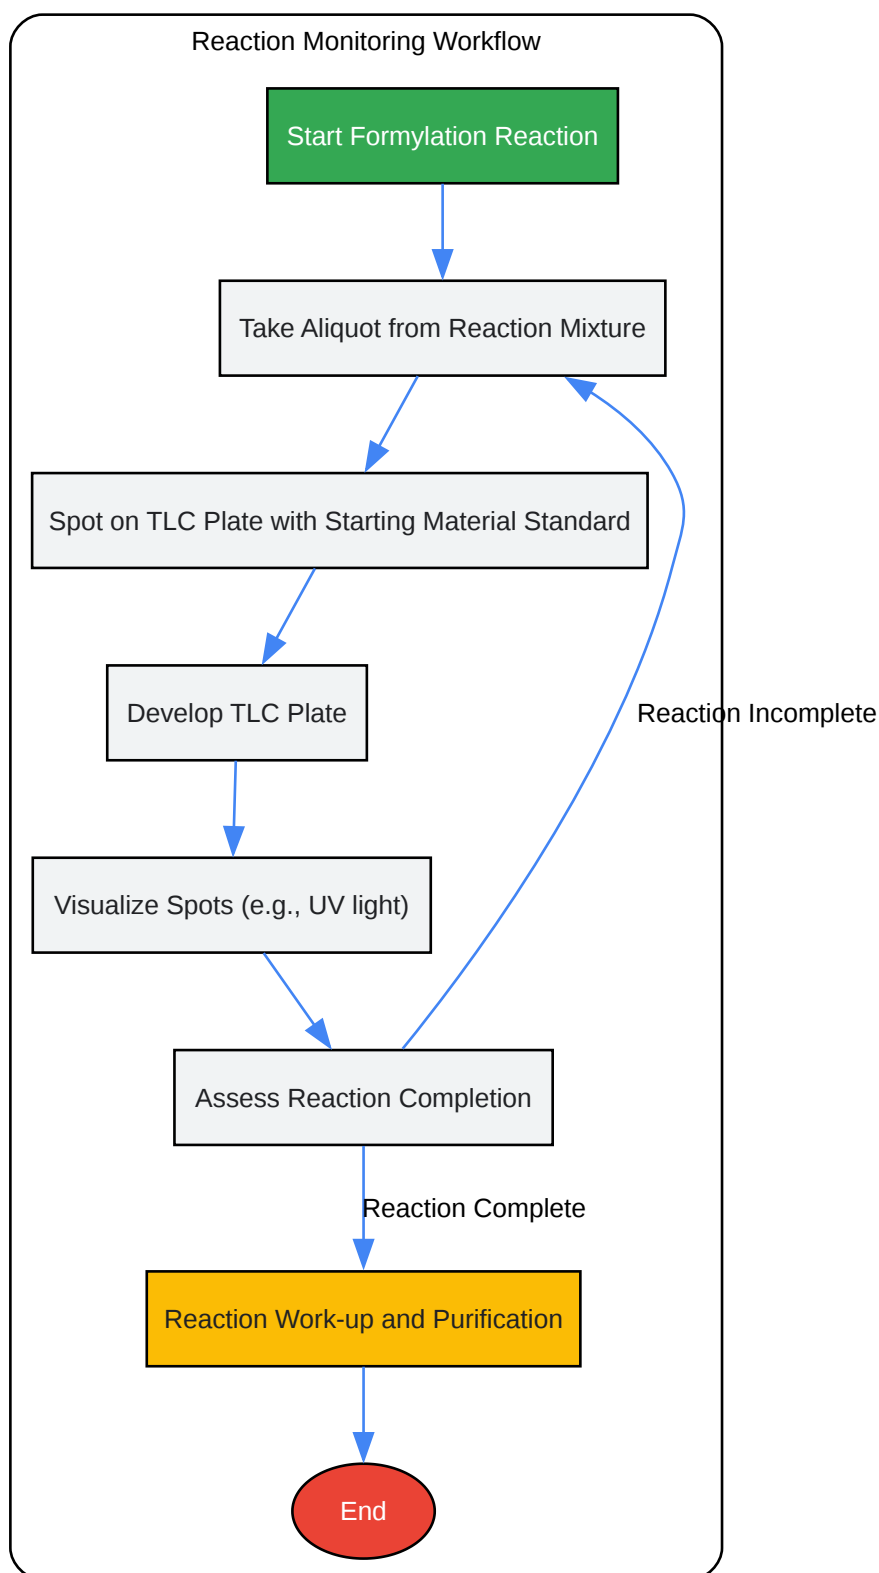 Reaction Monitoring Workflow
Start Formylation Reaction
Take Aliquot from Reaction Mixture
Spot on TLC Plate with Starting Material Standard
Develop TLC Plate
Reaction Incomplete
Visualize Spots (e.g., UV light)
Assess Reaction Completion
Reaction Complete
Reaction Work-up and Purification
End